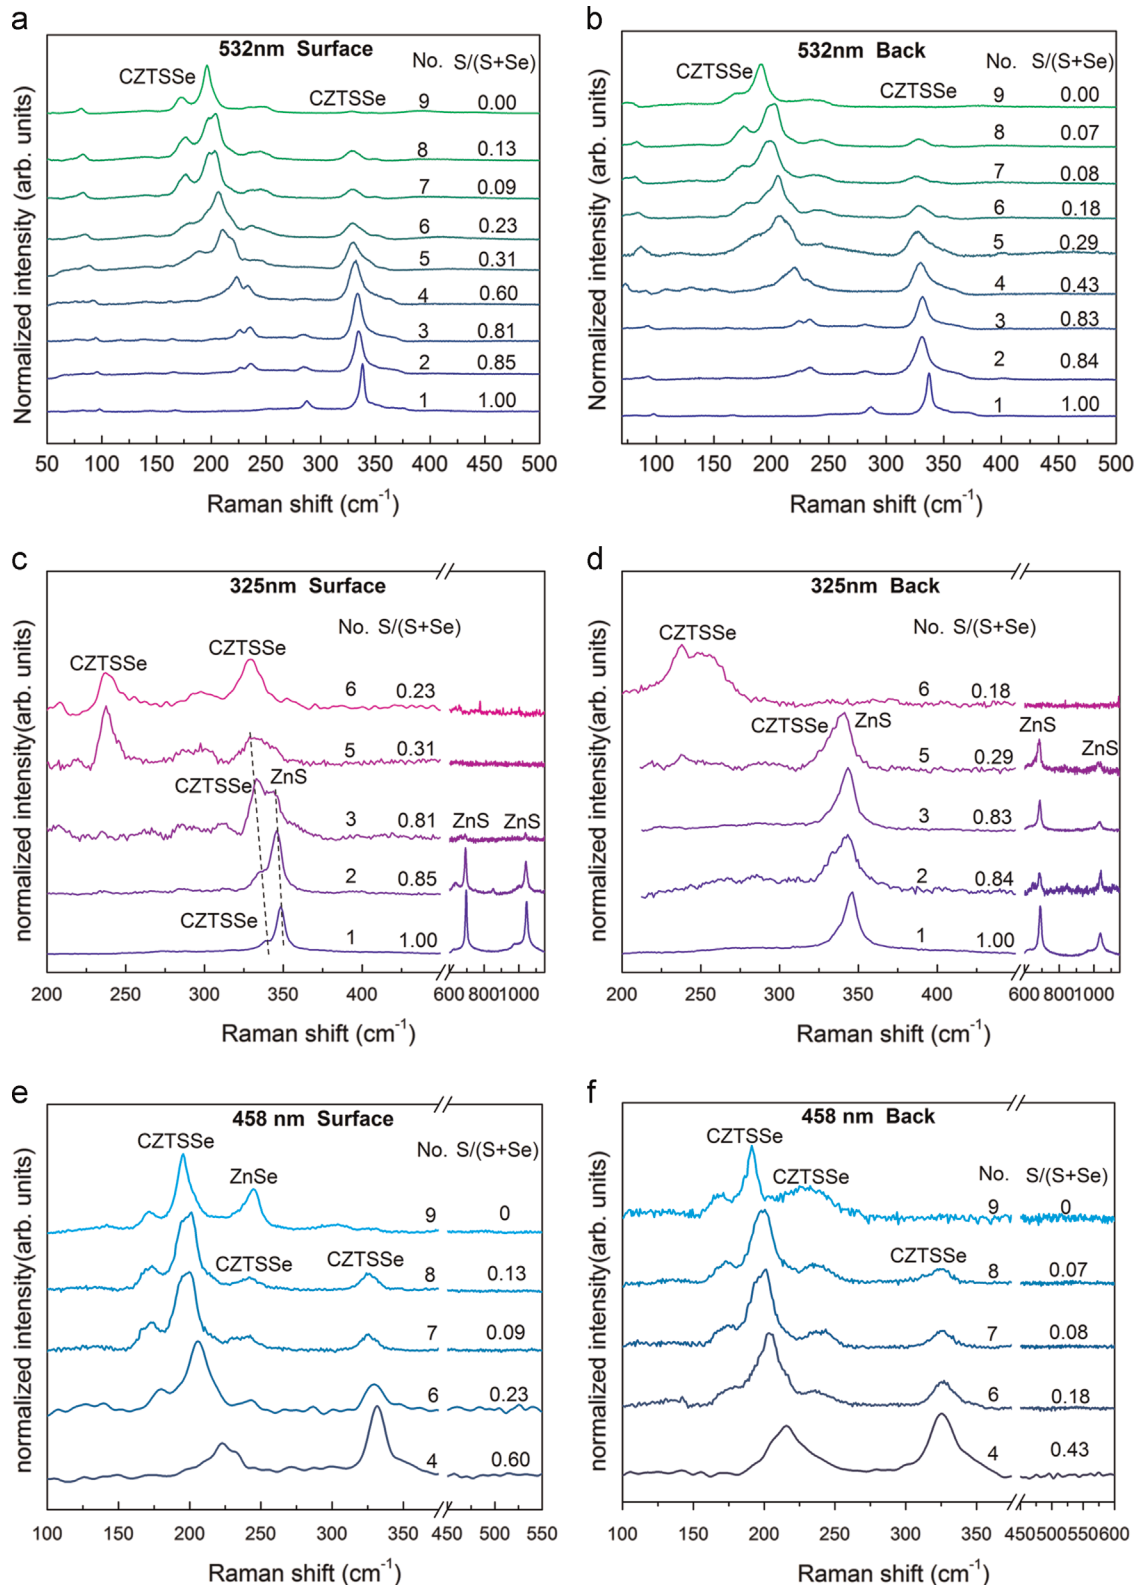 a
532nm Surface
No. S/(S+Se)
CZTSSe
CZTSSe
9 0.00
8 0.13
7 0.09
6 0.23
5 0.31
4 0.60
3 0.81
2 0.85
1 1.00
Normalized intensity (arb. units)
50 100 150 200 250 300 350 400 450 500
Raman shift (cm-1)
b
532nm Back
No. S/(S+Se)
CZTSSe
CZTSSe
9 0.00
8 0.07
7 0.08
6 0.18
5 0.29
4 0.43
3 0.83
2 0.84
1 1.00
Normalized intensity (arb. units)
100 150 200 250 300 350 400 450 500
Raman shift (cm-1)
c
325nm Surface
No. S/(S+Se)
CZTSSe
CZTSSe
6 0.23
5 0.31
CZTSSe ZnS
3 0.81
ZnS ZnS
2 0.85
CZTSSe
1 1.00
normalized intensity(arb. units)
200 250 300 350 400 600 800 1000
Raman shift (cm-1)
d
325nm Back
No. S/(S+Se)
CZTSSe
6 0.18
CZTSSe ZnS
ZnS
ZnS
5 0.29
3 0.83
2 0.84
1 1.00
normalized intensity(arb. units)
200 250 300 350 400 600 800 1000
Raman shift (cm-1)
e
458 nm Surface
No. S/(S+Se)
CZTSSe
ZnSe
9 0
CZTSSe
CZTSSe
8 0.13
7 0.09
6 0.23
4 0.60
normalized intensity(arb. units)
100 150 200 250 300 350 450 500 550
Raman shift (cm-1)
f
458 nm Back
No. S/(S+Se)
CZTSSe
CZTSSe
9 0
CZTSSe
8 0.07
7 0.08
6 0.18
4 0.43
normalized intensity(arb. units)
100 150 200 250 300 350 450 500 550 600
Raman shift (cm-1)